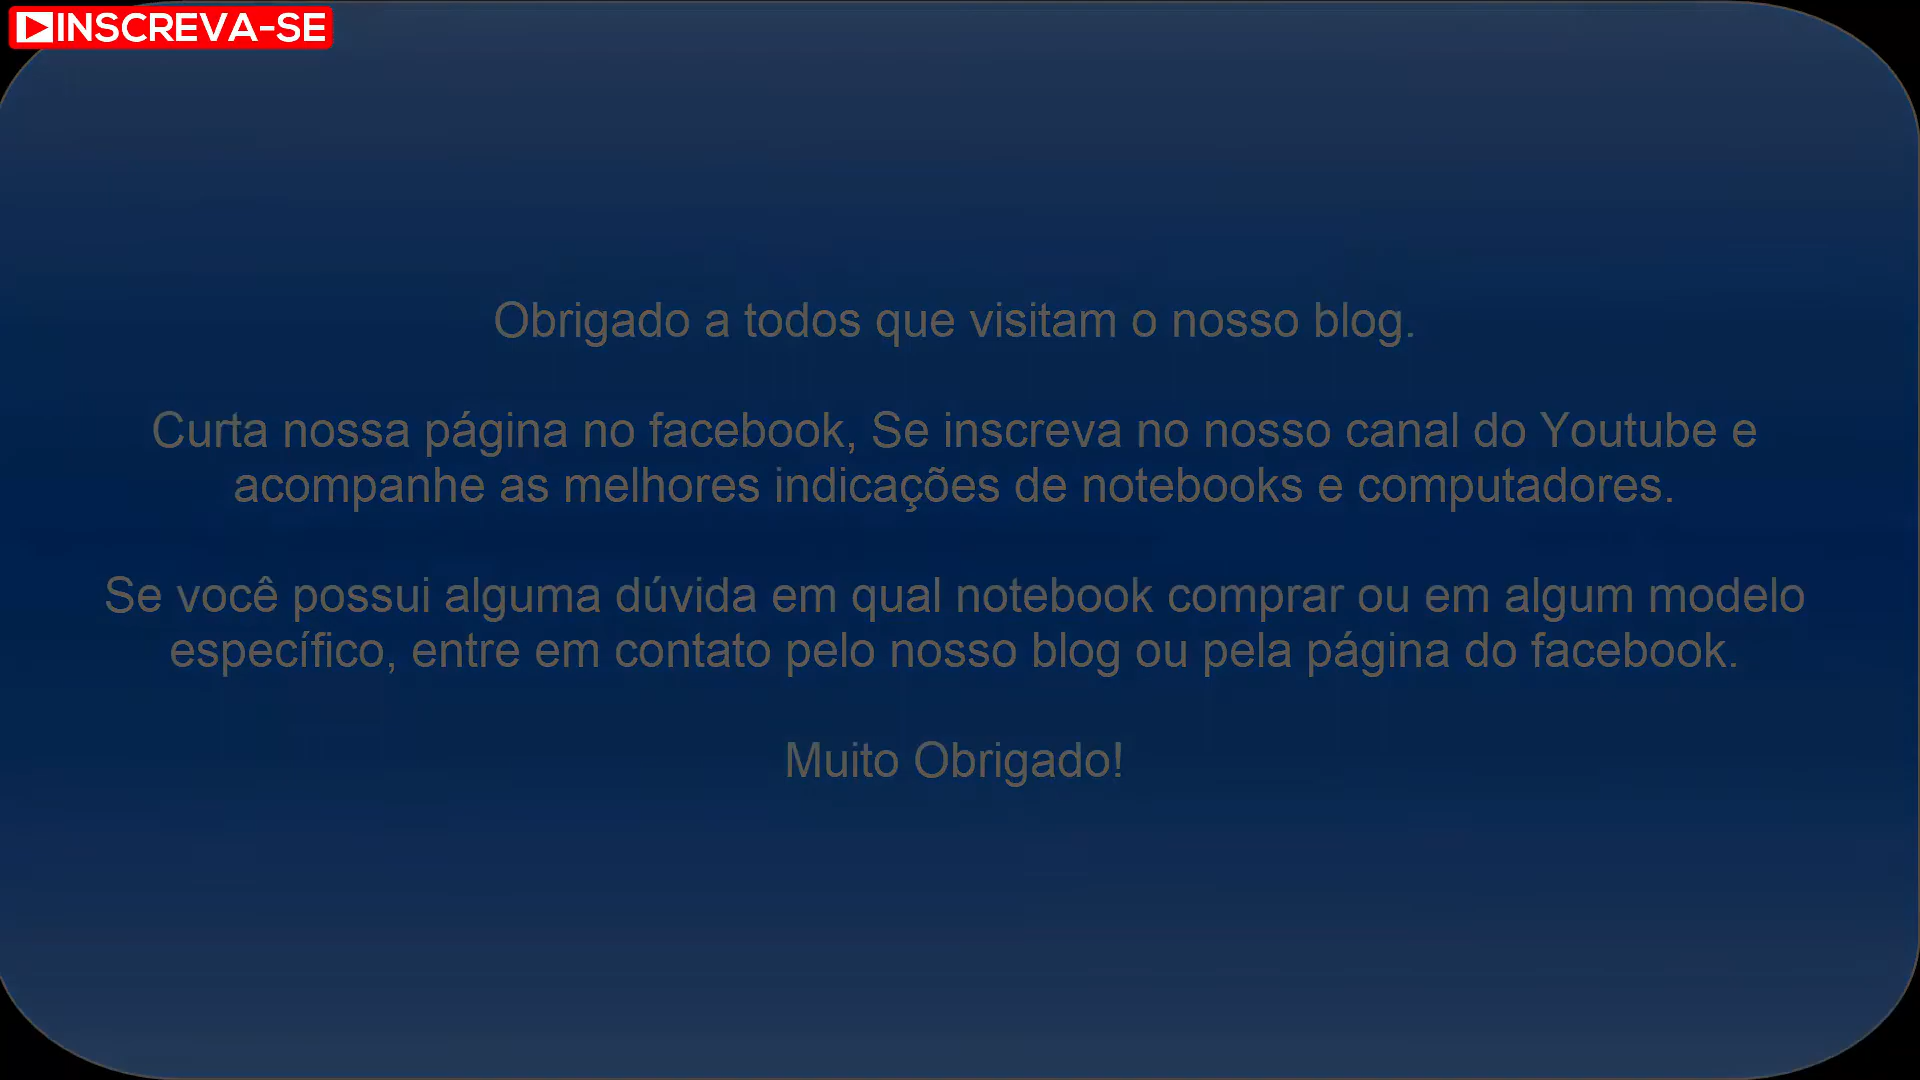 INSCREVA-SE
Obrigado a todos que visitam o nosso blog.
Curta nossa página no facebook, Se inscreva no nosso canal do Youtube e
acompanhe as melhores indicações de notebooks e computadores.
Se você possui alguma dúvida em qual notebook comprar ou em algum modelo
específico, entre em contato pelo nosso blog ou pela página do facebook.
Muito Obrigado!